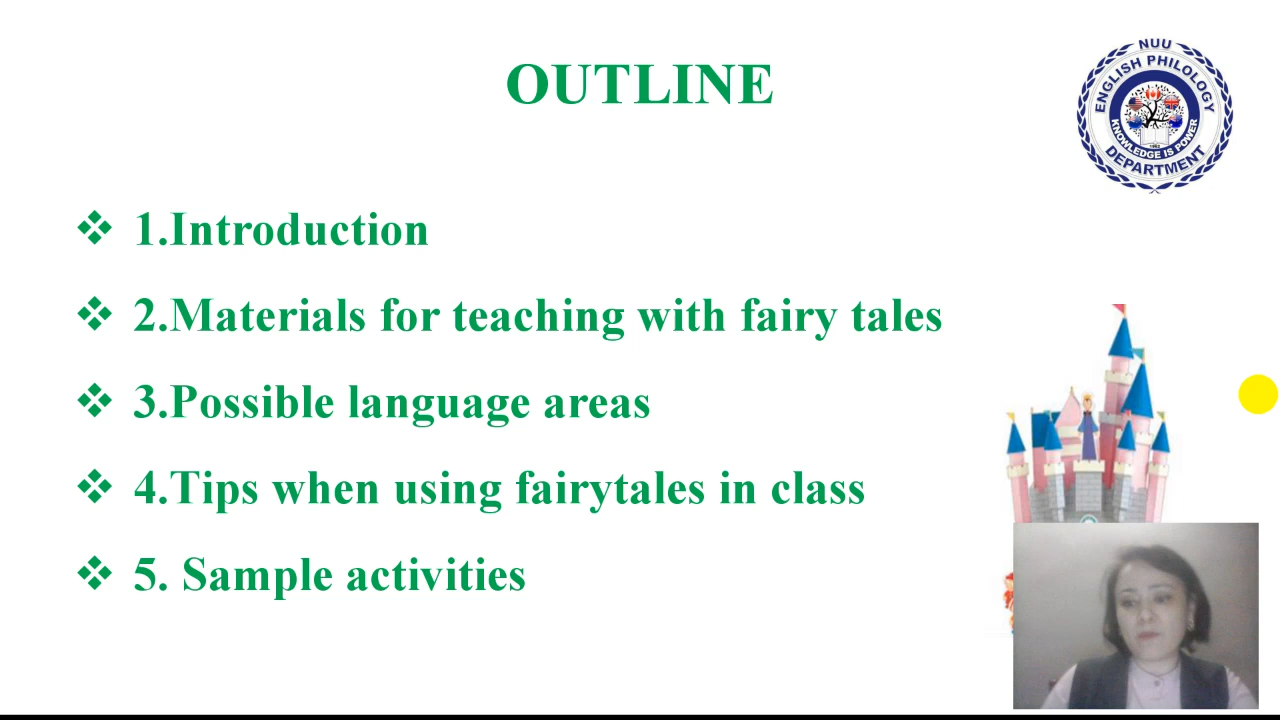 OUTLINE
NUU
ENGLISH PHILOLOGY
KNOWLEDGE IS POWER
DEPARTMENT
❖ 1.Introduction
❖ 2.Materials for teaching with fairy tales
❖ 3.Possible language areas
❖ 4.Tips when using fairytales in class
❖ 5. Sample activities